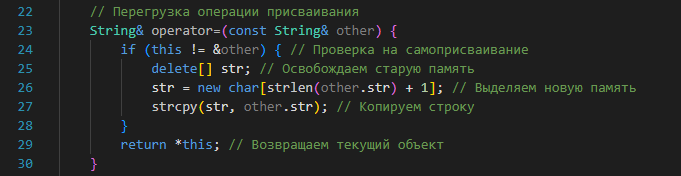 22 // Перегрузка операции присваивания
23 String& operator=(const String& other) {
24 if (this != &other) { // Проверка на самоприсваивание
25 delete[] str; // Освобождаем старую память
26 str = new char[strlen(other.str) + 1]; // Выделяем новую память
27 strcpy(str, other.str); // Копируем строку
28 }
29 return *this; // Возвращаем текущий объект
30 }